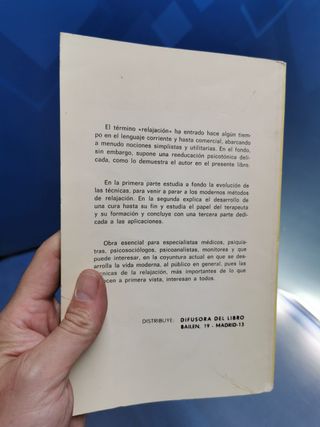 El término «relajación» ha entrado hace algún tiem-
po en el lenguaje corriente y hasta comercial, abarcando
a menudo nociones simplistas y utilitarias. En el fondo,
sin embargo, supone una reeducación psicotónica deli-
cada, como lo demuestra el autor en el presente libro.
En la primera parte estudia a fondo la evolución de
las técnicas, para venir a parar a los modernos métodos
de relajación. En la segunda explica el desarrollo de
una cura hasta su fin y estudia el papel del terapeuta
y su formación y concluye con una tercera parte dedi-
cada a las aplicaciones.
Obra esencial para especialistas médicos, psiquia-
tras, psicosociólogos, psicoanalistas, monitores y que
puede interesar, en la coyuntura actual en que se des-
arrolla la vida moderna, al público en general, pues las
técnicas de la relajación, más importantes de lo que
ecen a primera vista, interesan a todos.
DISTRIBUYE: DIFUSORA DEL LIBRO
BAILEN, 19 - MADRID-13